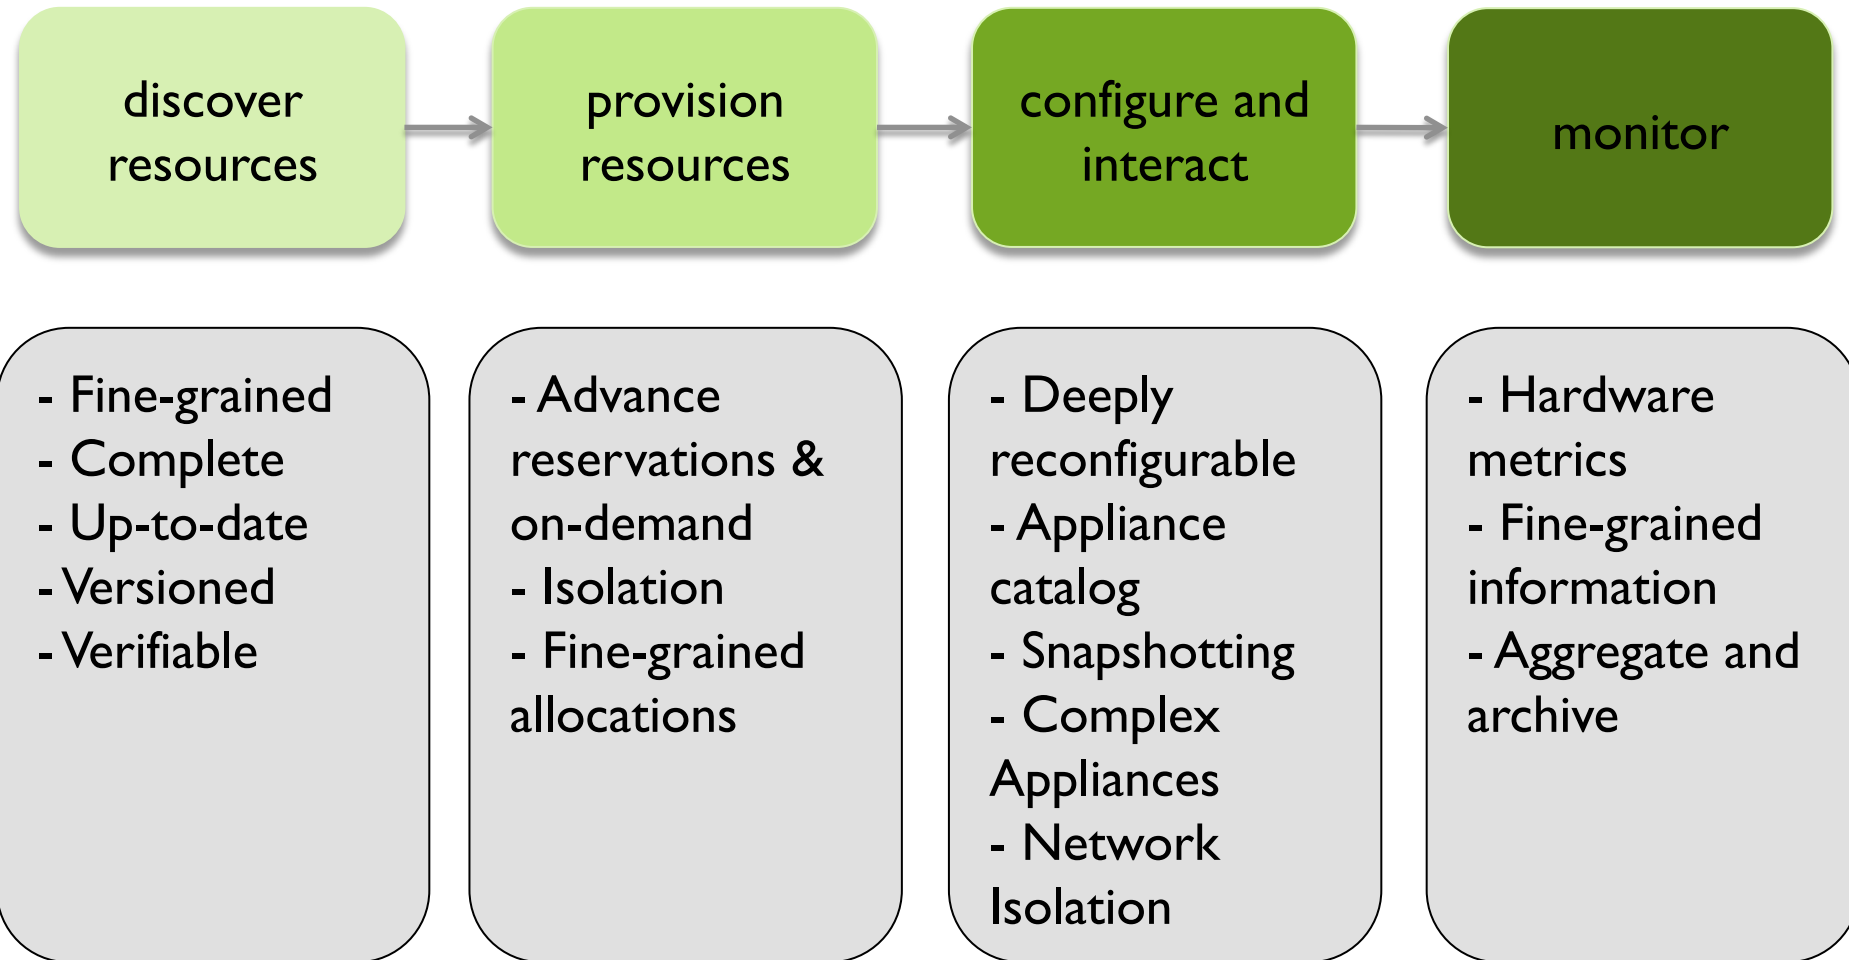 discover
resources
provision
resources
configure and
interact
monitor
- Fine-grained
- Complete
- Up-to-date
- Versioned
- Verifiable
- Advance
reservations &
on-demand
- Isolation
- Fine-grained
allocations
- Deeply
reconfigurable
- Appliance
catalog
- Snapshotting
- Complex
Appliances
- Network
Isolation
- Hardware
metrics
- Fine-grained
information
- Aggregate and
archive